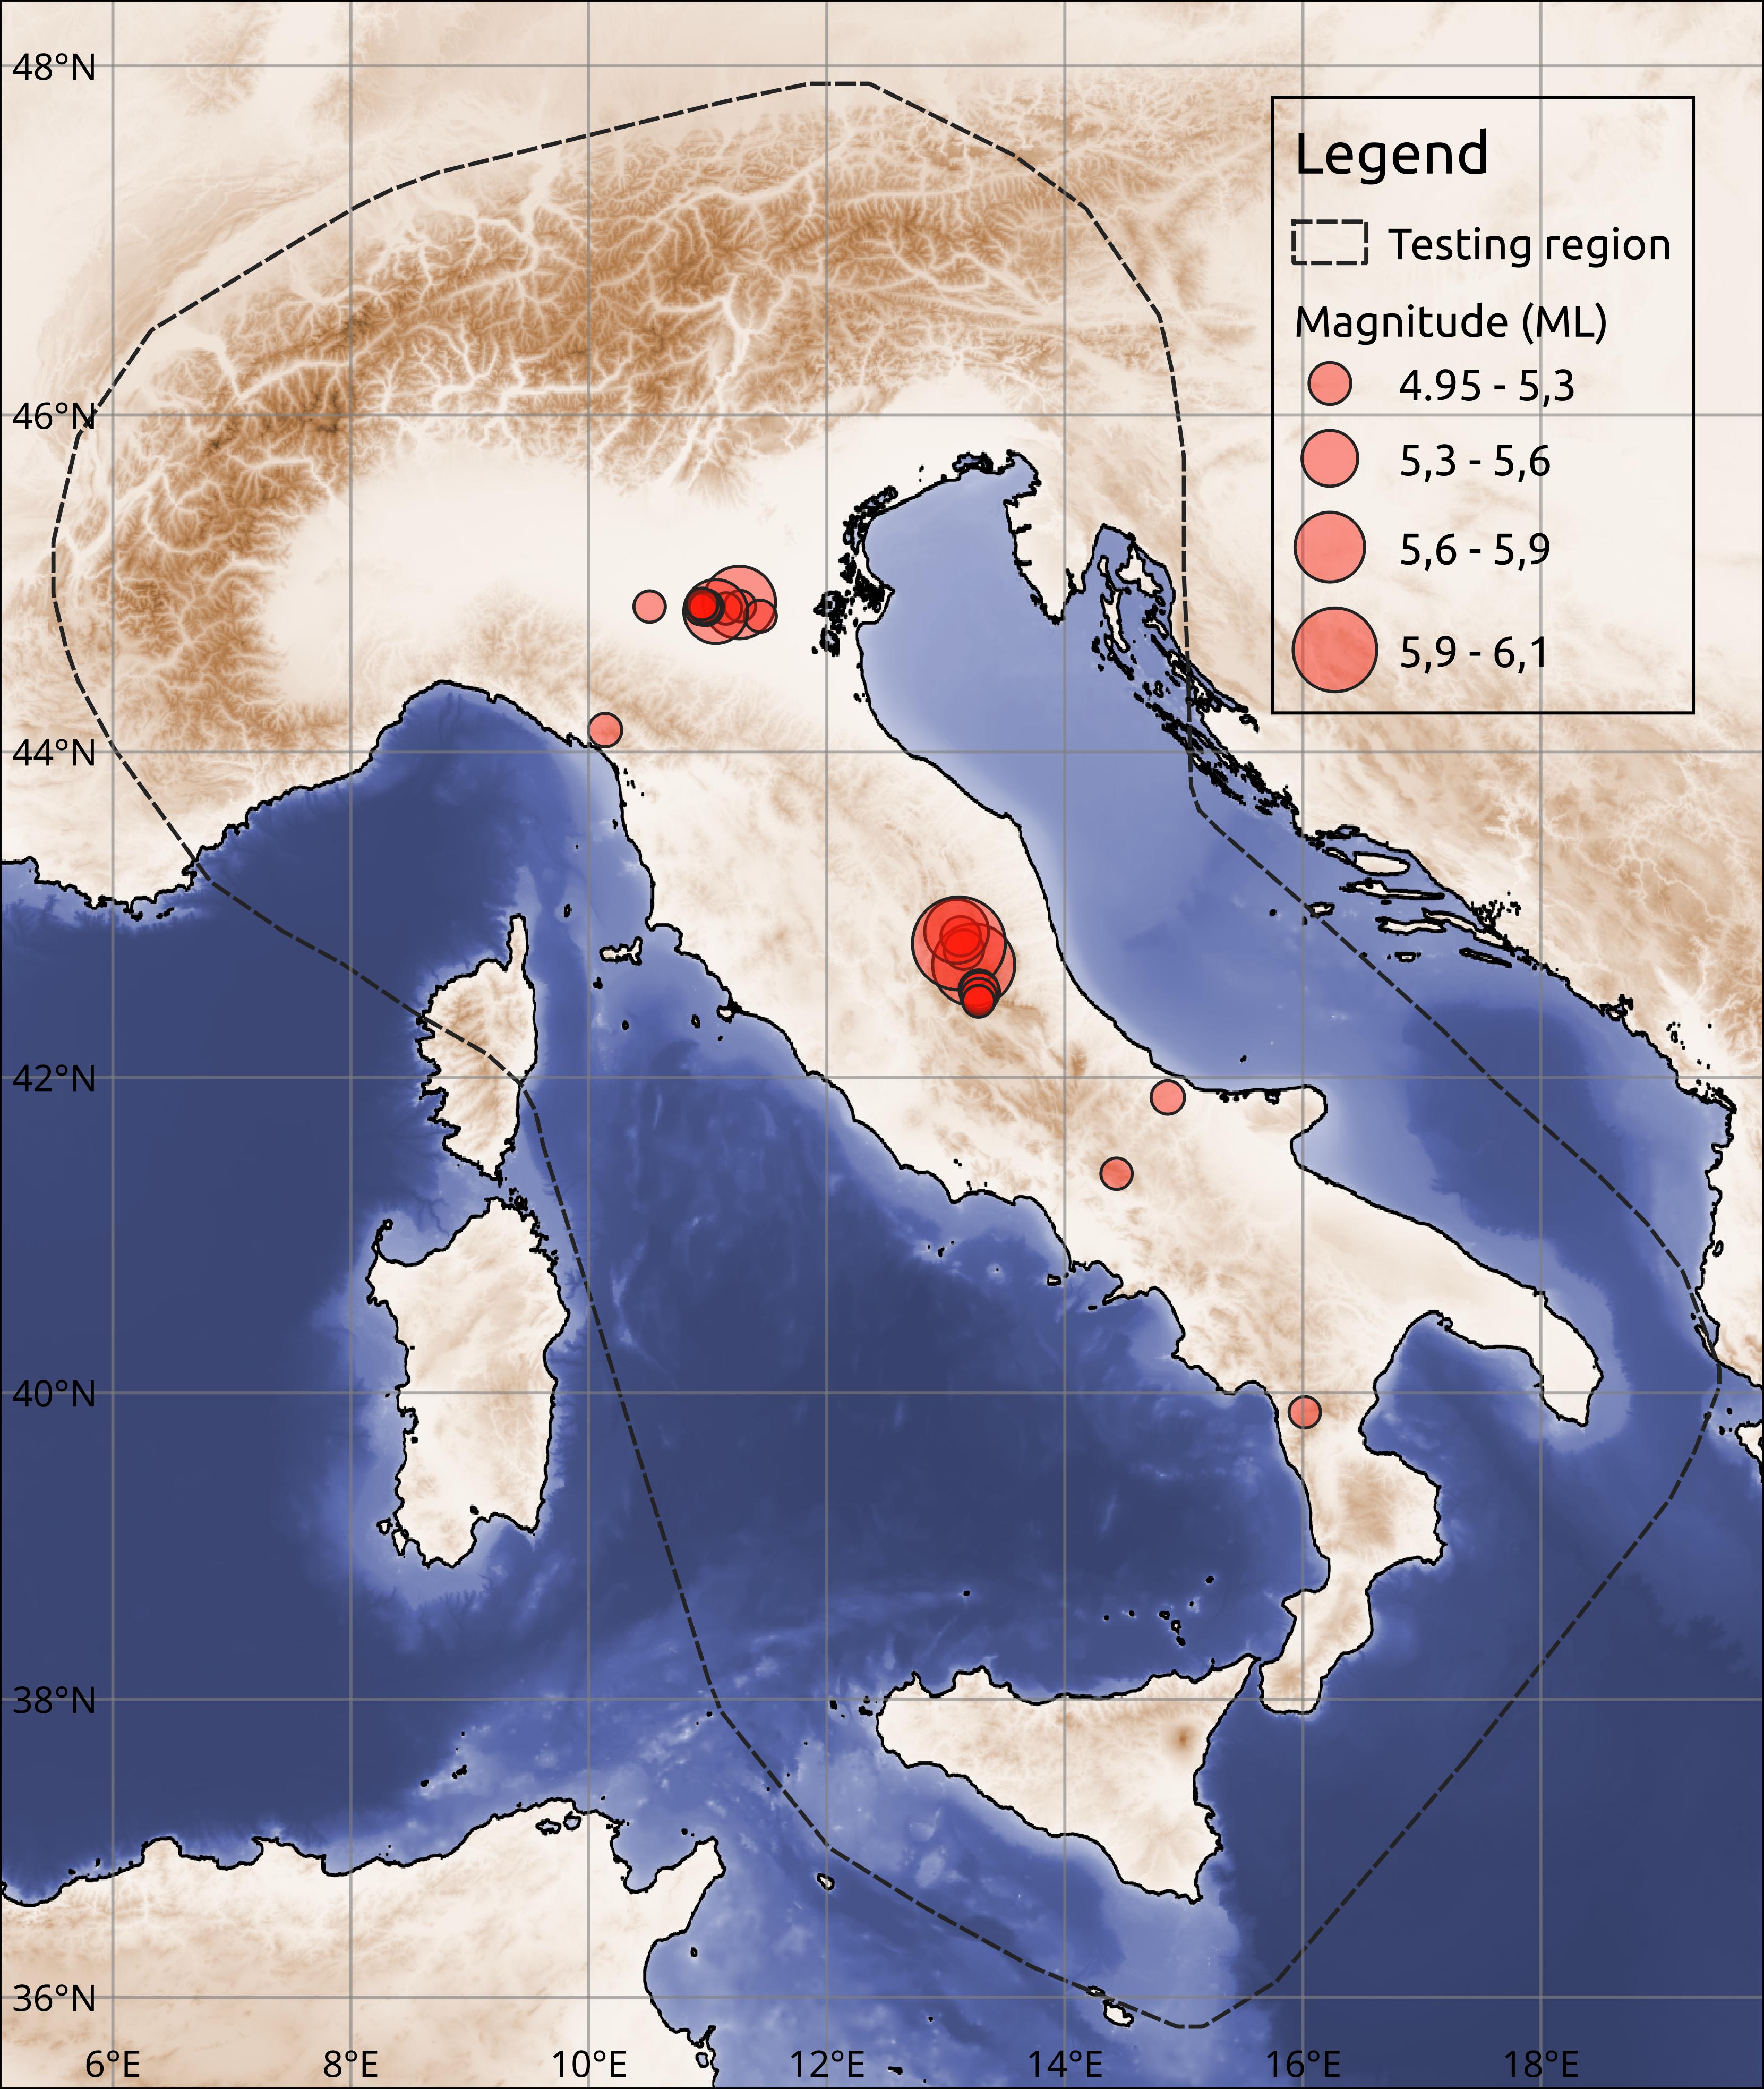 48°N
Legend
Testing region
Magnitude (ML)
4.95 - 5,3
46°N
5,3 - 5,6
5,6 - 5,9
5,9 - 6,1
44°N
42°N
40°N
38°N
36°N
6°E 8°E 10°E 12°E 14°E 16°E 18°E